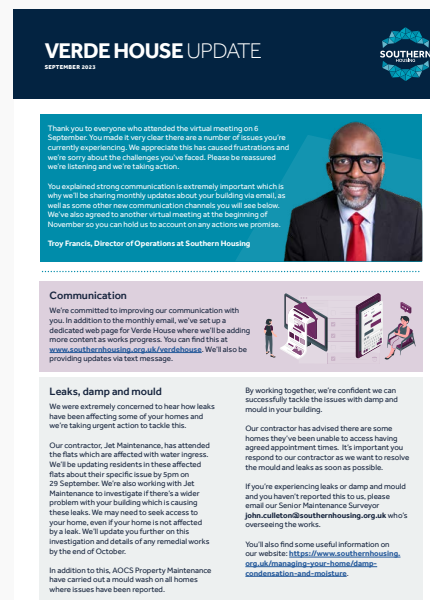 VERDE HOUSE UPDATE
SEPTEMBER 2023
SOUTHERN
HOUSING
Thank you to everyone who attended the virtual meeting on 6
September. You made it very clear there are a number of issues you're
currently experiencing. We appreciate this has caused frustrations and
we're sorry about the challenges you've faced. Please be reassured
we're listening and we're taking action.
You explained strong communication is extremely important which is
why we'll be sharing monthly updates about your building via email, as
well as some other new communication channels you will see below.
We've also agreed to another virtual meeting at the beginning of
November so you can hold us to account on any actions we promise.
Troy Francis, Director of Operations at Southern Housing
Communication
We're committed to improving our communication with
you. In addition to the monthly email, we've set up a
dedicated web page for Verde House where we'll be adding
more content as works progress. You can find this at
www.southernhousing.org.uk/verdehouse. We'll also be
providing updates via text message.
Leaks, damp and mould
We were extremely concerned to hear how leaks
have been affecting some of your homes and
we're taking urgent action to tackle this.
Our contractor, Jet Maintenance, has attended
the flats which are affected with water ingress.
We'll be updating residents in these affected
flats about their specific issue by 5pm on
29 September. We're also working with Jet
Maintenance to investigate if there's a wider
problem with your building which is causing
these leaks. We may need to seek access to
your home, even if your home is not affected
by a leak. We'll update you further on this
investigation and details of any remedial works
by the end of October.
In addition to this, AOCS Property Maintenance
have carried out a mould wash on all homes
where issues have been reported.
By working together, we're confident we can
successfully tackle the issues with damp and
mould in your building.
Our contractor has advised there are some
homes they've been unable to access having
agreed appointment times. It's important you
respond to our contractor as we want to resolve
the mould and leaks as soon as possible.
If you're experiencing leaks or damp and mould
and you haven't reported this to us, please
email our Senior Maintenance Surveyor
john.culleton@southernhousing.org.uk who's
overseeing the works.
You'll also find some useful information on
our website: https://www.southernhousing.
org.uk/managing-your-home/damp-
condensation-and-moisture.